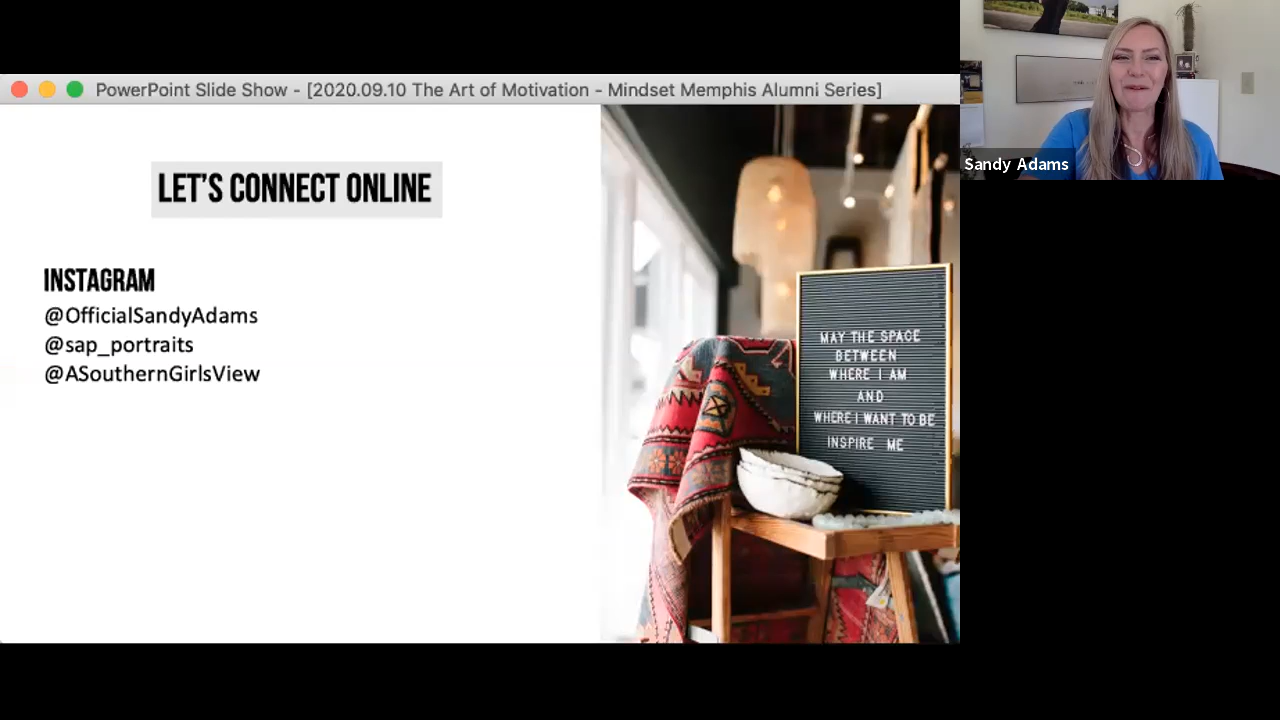 PowerPoint Slide Show - [2020.09.10 The Art of Motivation - Mindset Memphis Alumni Series]
LET'S CONNECT ONLINE
INSTAGRAM
@OfficialSandyAdams
@sap_portraits
@ASouthernGirlsView
MAY THE SPACE
BETWEEN
WHERE I AM
AND
WHERE I WANT TO BE
INSPIRE ME
Sandy Adams